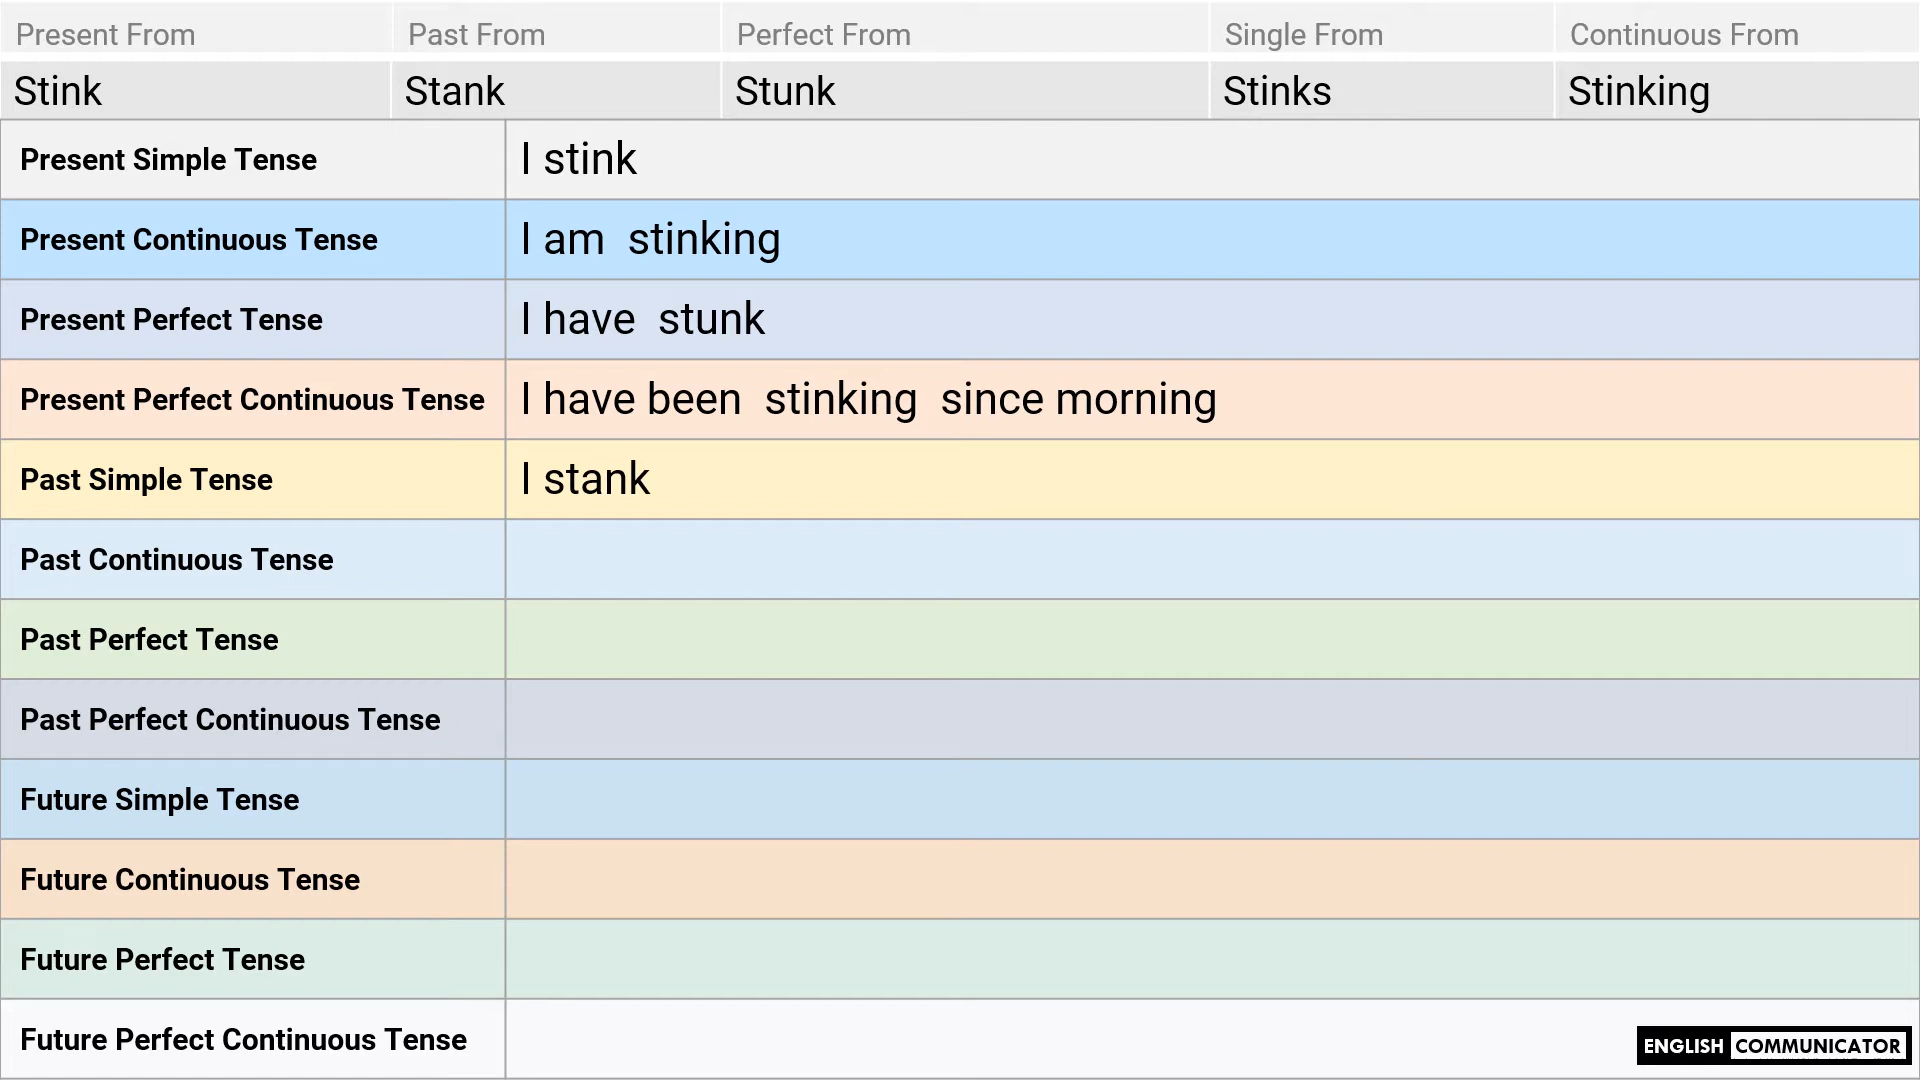 Present From Past From Perfect From Single From Continuous From
Stink Stank Stunk Stinks Stinking
Present Simple Tense I stink
Present Continuous Tense I am stinking
Present Perfect Tense I have stunk
Present Perfect Continuous Tense I have been stinking since morning
Past Simple Tense I stank
Past Continuous Tense
Past Perfect Tense
Past Perfect Continuous Tense
Future Simple Tense
Future Continuous Tense
Future Perfect Tense
Future Perfect Continuous Tense
ENGLISH COMMUNICATOR